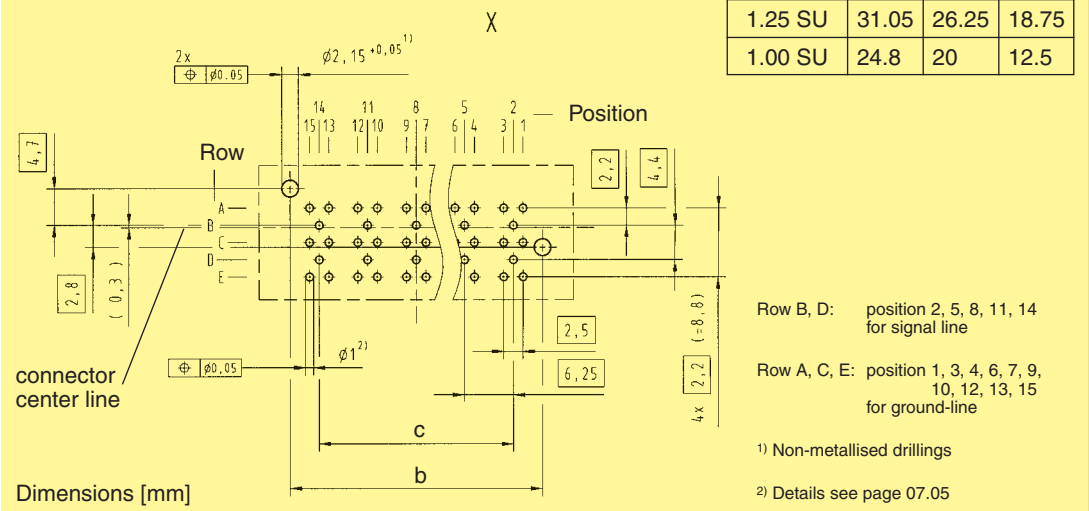 X
1.25 SU 31.05 26.25 18.75
1.00 SU 24.8 20 12.5
2x
⌖ ø0.05
ø2,15 +0,05 1)
14 11 8 5 2
Position
15 13 12 10 9 7 6 4 3 1
Row
4,7
2,2
4,4
A
B
C
D
E
2,8
( 0,3 )
connector
center line
⌖ ø0,05
ø1 2)
2,5
6,25
4x 2,2 (=8,8)
c
b
Dimensions [mm]
Row B, D: position 2, 5, 8, 11, 14
for signal line
Row A, C, E: position 1, 3, 4, 6, 7, 9,
10, 12, 13, 15
for ground-line
1) Non-metallised drillings
2) Details see page 07.05